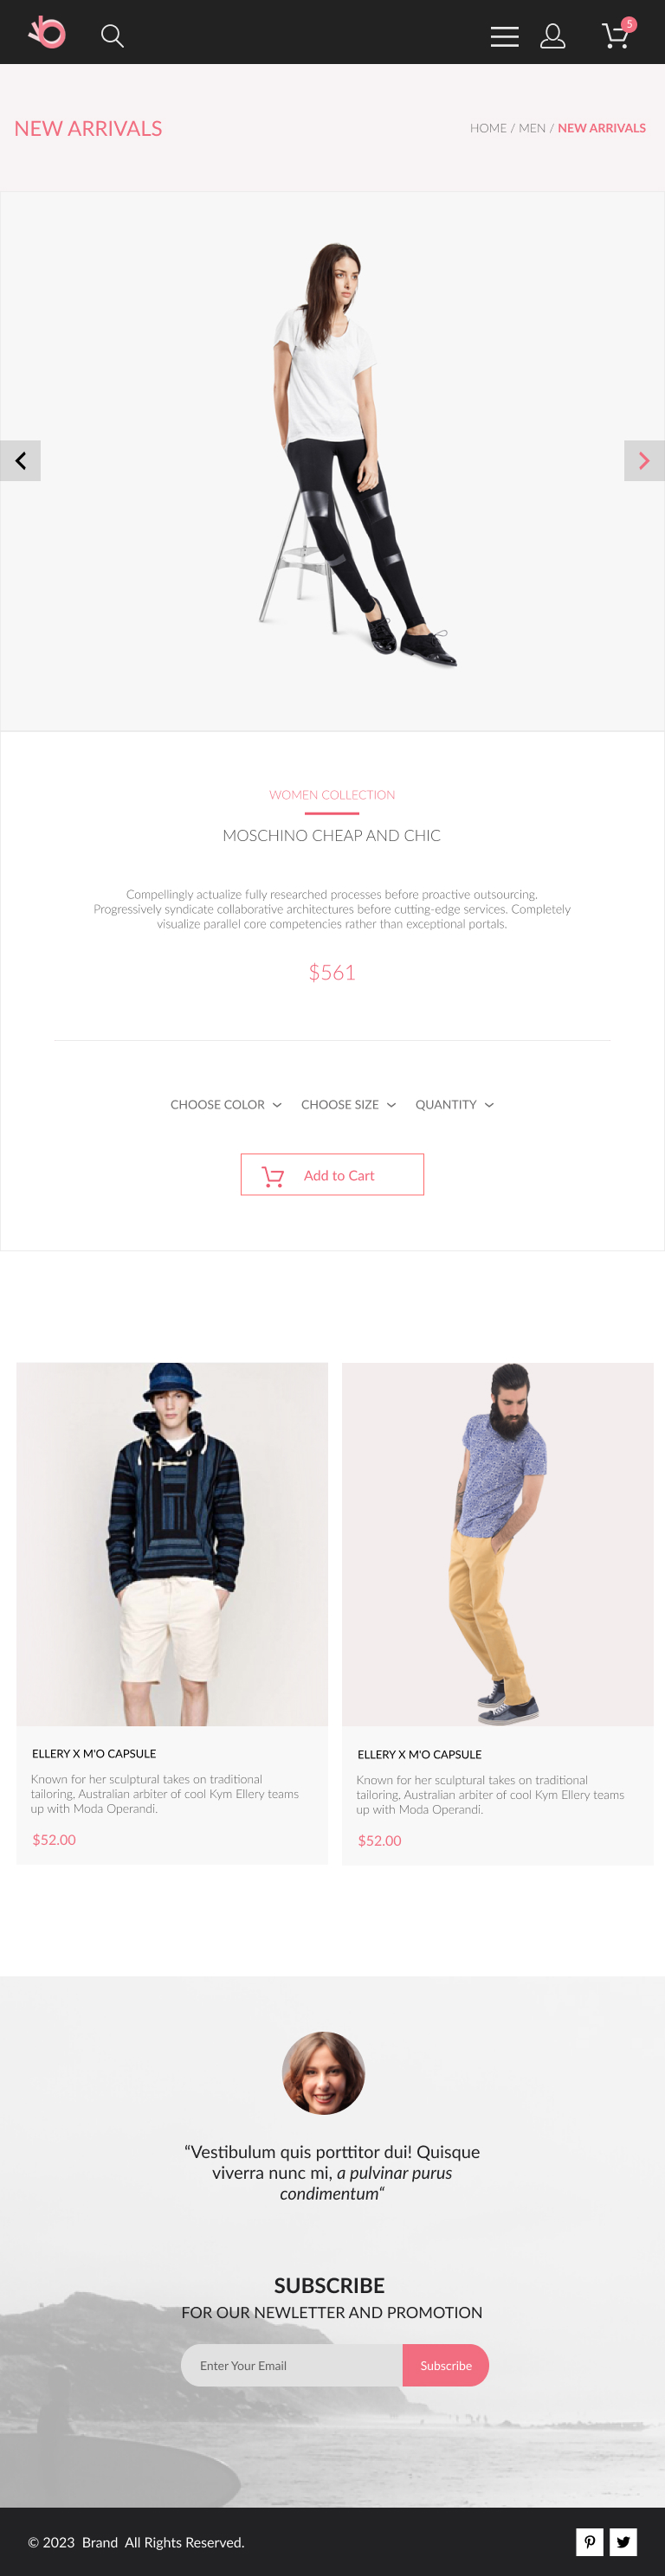 5
NEW ARRIVALS
HOME / MEN / NEW ARRIVALS
WOMEN COLLECTION
MOSCHINO CHEAP AND CHIC
Compellingly actualize fully researched processes before proactive outsourcing.
Progressively syndicate collaborative architectures before cutting-edge services. Completely
visualize parallel core competencies rather than exceptional portals.
$561
CHOOSE COLOR CHOOSE SIZE QUANTITY
Add to Cart
ELLERY X M'O CAPSULE
Known for her sculptural takes on traditional
tailoring, Australian arbiter of cool Kym Ellery teams
up with Moda Operandi.
$52.00
ELLERY X M'O CAPSULE
Known for her sculptural takes on traditional
tailoring, Australian arbiter of cool Kym Ellery teams
up with Moda Operandi.
$52.00
“Vestibulum quis porttitor dui! Quisque
viverra nunc mi, a pulvinar purus
condimentum“
SUBSCRIBE
FOR OUR NEWLETTER AND PROMOTION
Enter Your Email Subscribe
© 2023 Brand All Rights Reserved.